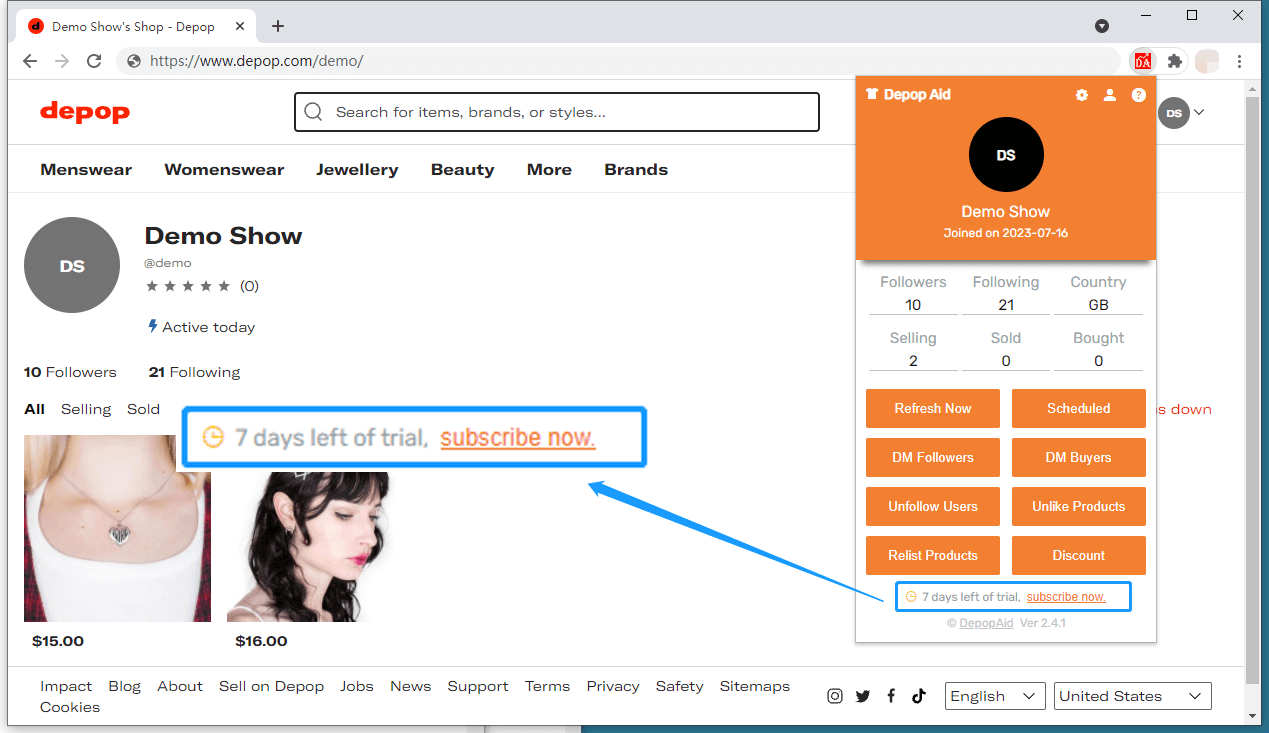 Demo Show's Shop - Depop
https://www.depop.com/demo/
DA
depop
Search for items, brands, or styles...
DS
Menswear Womenswear Jewellery Beauty More Brands
DS
Demo Show
@demo
(0)
Active today
10 Followers 21 Following
All Selling Sold
s down
7 days left of trial, subscribe now.
$15.00 $16.00
Depop Aid
?
DS
Demo Show
Joined on 2023-07-16
Followers Following Country
10 21 GB
Selling Sold Bought
2 0 0
Refresh Now Scheduled
DM Followers DM Buyers
Unfollow Users Unlike Products
Relist Products Discount
7 days left of trial, subscribe now.
© DepopAid Ver 2.4.1
Impact Blog About Sell on Depop Jobs News Support Terms Privacy Safety Sitemaps
Cookies
English United States